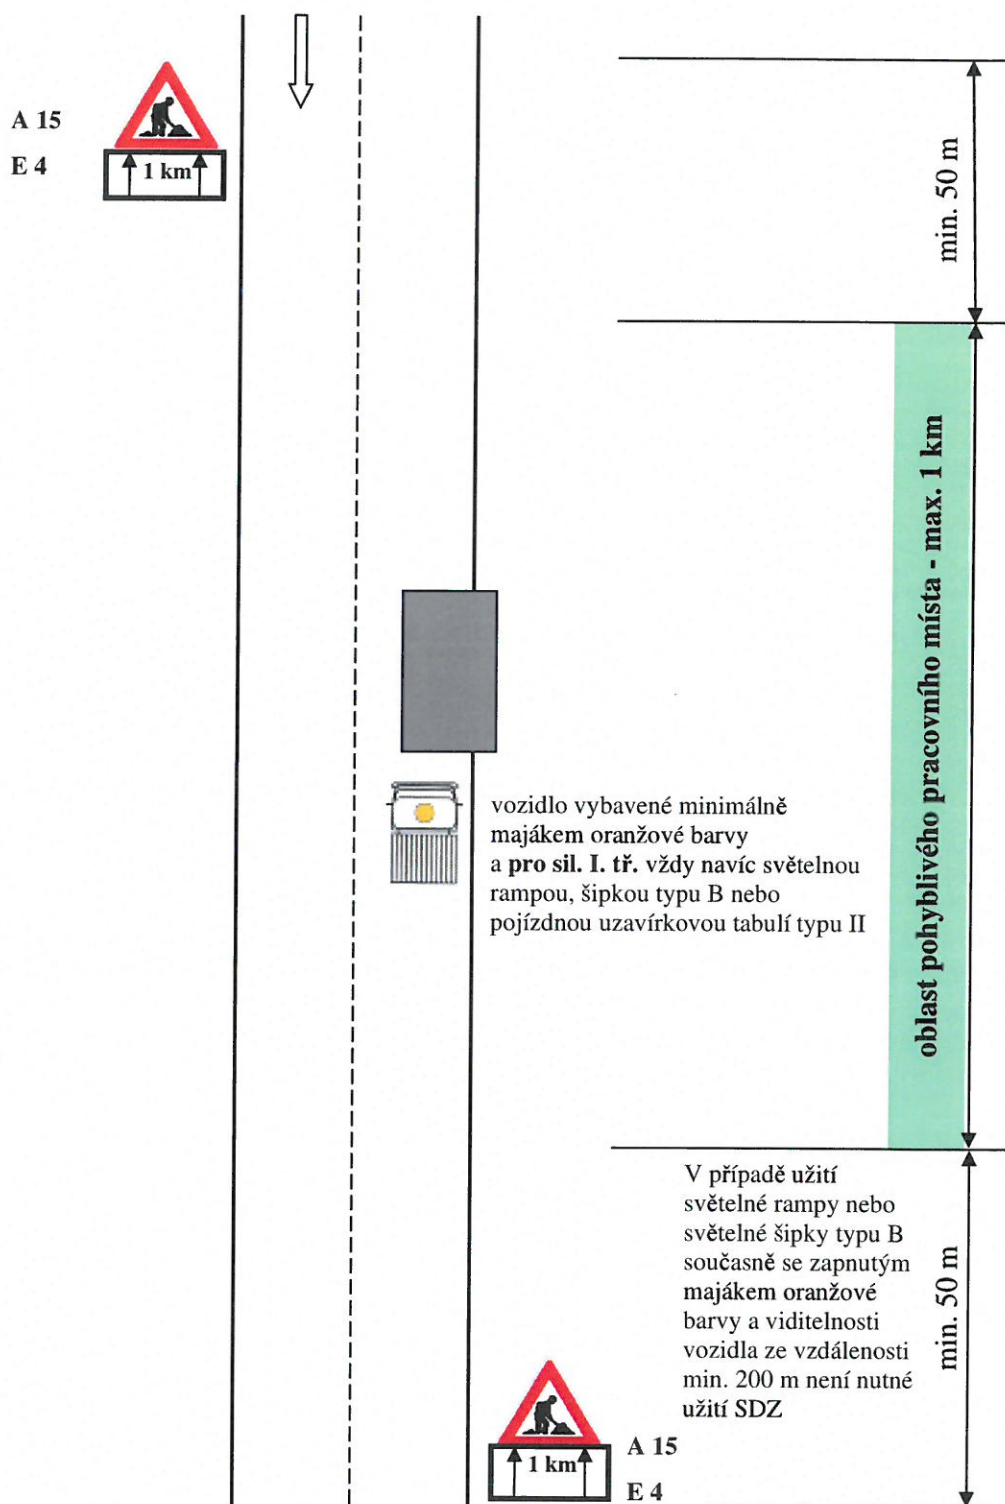 A 15
E 4
1 km
min. 50 m
oblast pohyblivého pracovního místa - max. 1 km
vozidlo vybavené minimálně
majákem oranžové barvy
a pro sil. I. tř. vždy navíc světelnou
rampou, šipkou typu B nebo
pojízdnou uzavírkovou tabulí typu II
V případě užití
světelné rampy nebo
světelné šipky typu B
současně se zapnutým
majákem oranžové
barvy a viditelnosti
vozidla ze vzdálenosti
min. 200 m není nutné
užití SDZ
min. 50 m
A 15
1 km
E 4